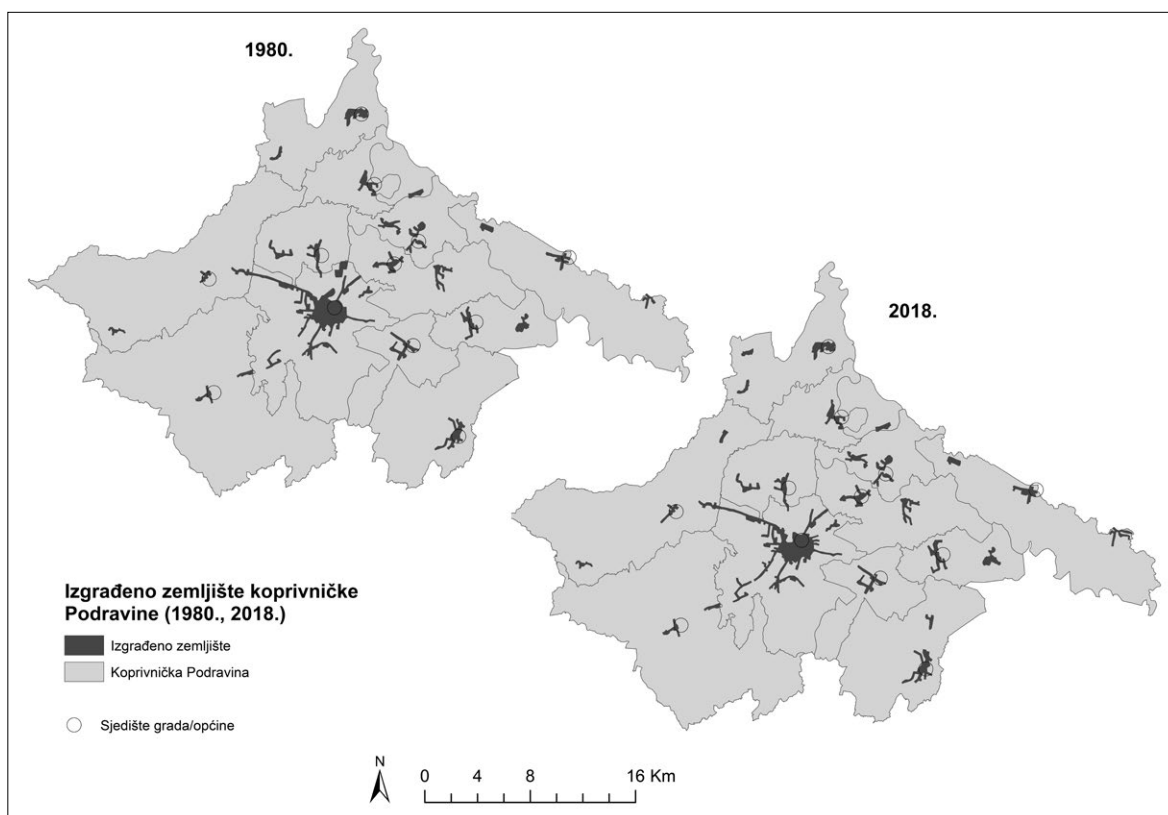 1980.
2018.
Izgrađeno zemljište koprivničke
Podravine (1980., 2018.)
Izgrađeno zemljište
Koprivnička Podravina
Sjedište grada/općine
N
0 4 8 16 Km